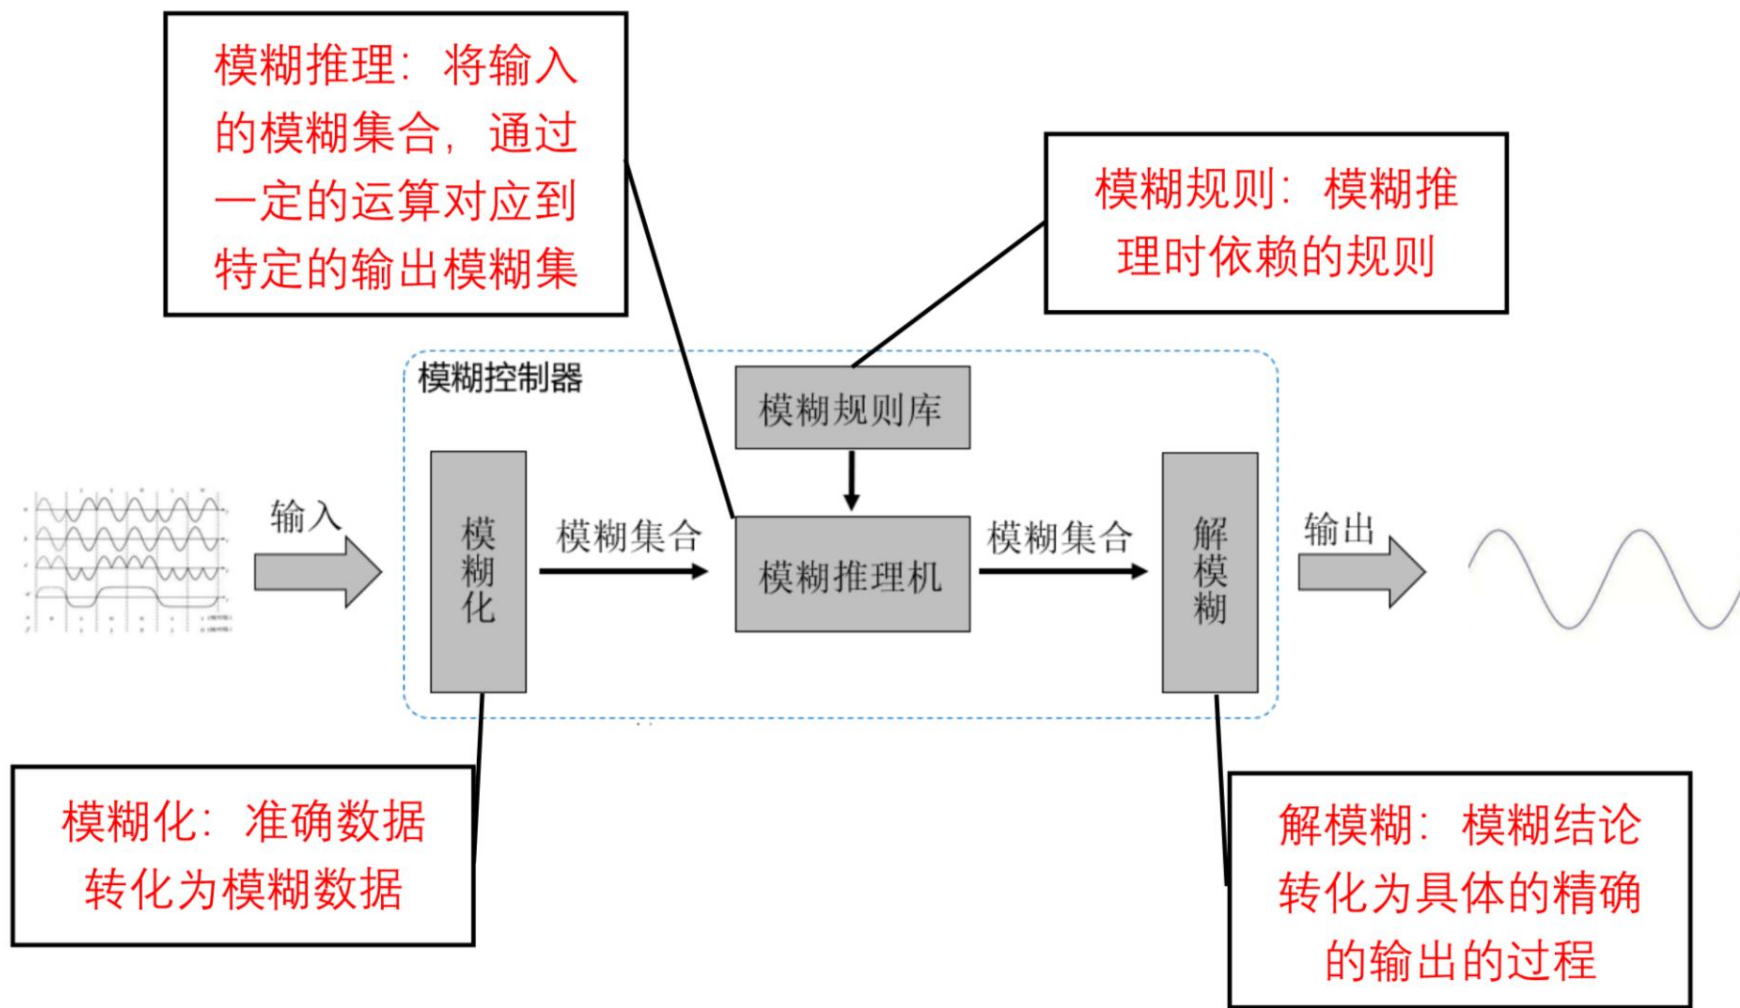 模糊推理：将输入
的模糊集合，通过
一定的运算对应到
特定的输出模糊集
模糊规则：模糊推
理时依赖的规则
模糊控制器
模糊规则库
输入
模糊化
模糊集合
模糊推理机
模糊集合
解模糊
输出
模糊化：准确数据
转化为模糊数据
解模糊：模糊结论
转化为具体的精确
的输出的过程